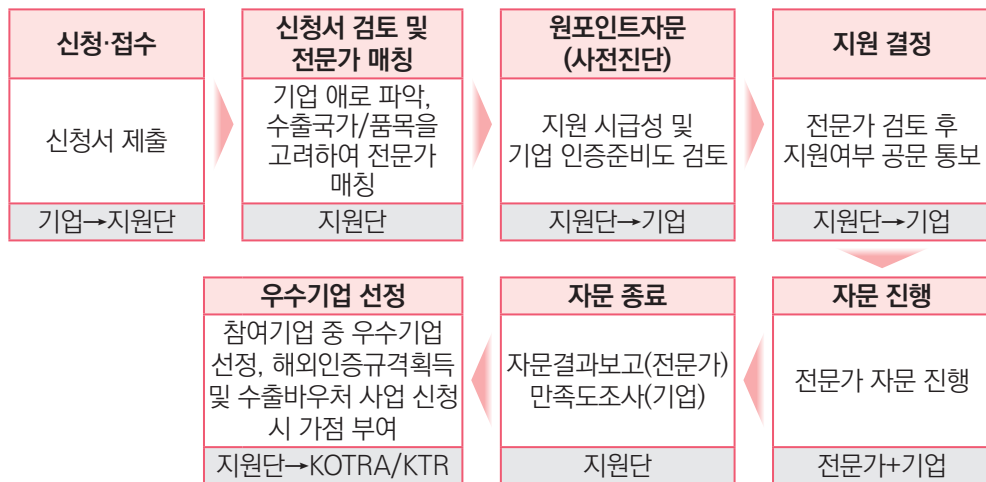 신청·접수
신청서 제출
기업→지원단
신청서 검토 및
전문가 매칭
기업 애로 파악,
수출국가/품목을
고려하여 전문가
매칭
지원단
원포인트자문
(사전진단)
지원 시급성 및
기업 인증준비도 검토
지원단→기업
지원 결정
전문가 검토 후
지원여부 공문 통보
지원단→기업
자문 진행
전문가 자문 진행
전문가+기업
자문 종료
자문결과보고(전문가)
만족도조사(기업)
지원단
우수기업 선정
참여기업 중 우수기업
선정, 해외인증규격획득
및 수출바우처 사업 신청
시 가점 부여
지원단→KOTRA/KTR